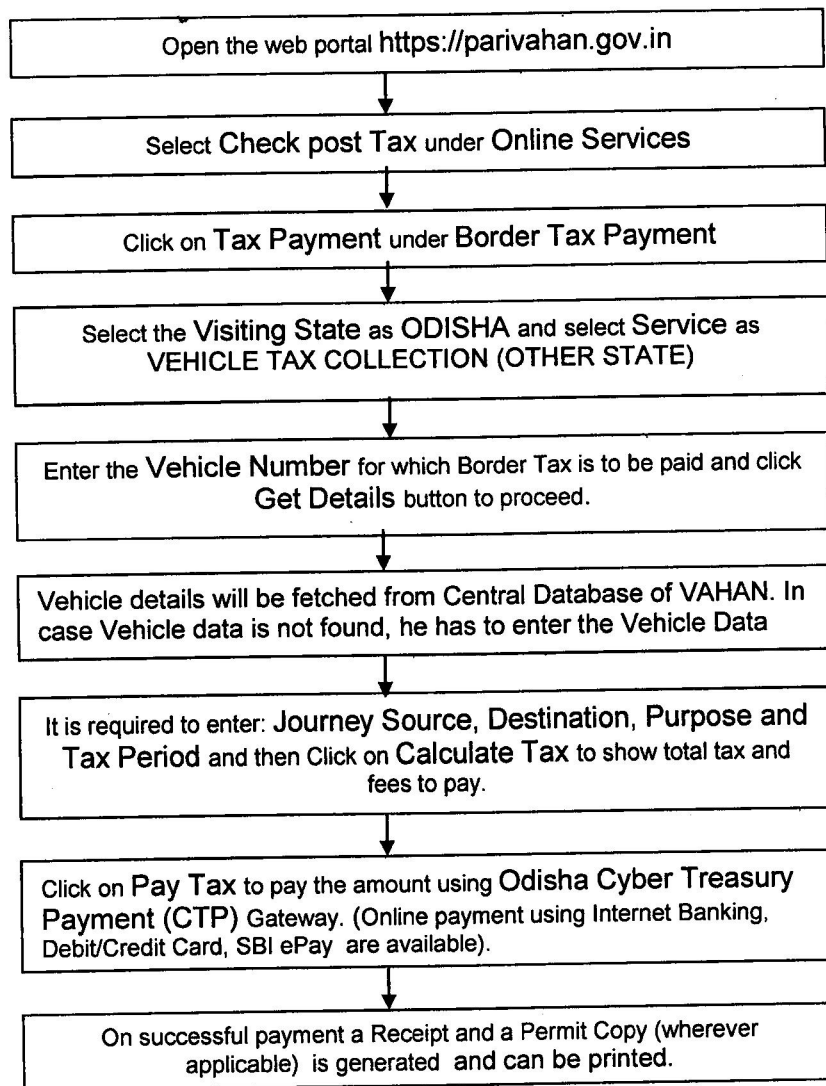 Open the web portal https://parivahan.gov.in
Select Check post Tax under Online Services
Click on Tax Payment under Border Tax Payment
Select the Visiting State as ODISHA and select Service as
VEHICLE TAX COLLECTION (OTHER STATE)
Enter the Vehicle Number for which Border Tax is to be paid and click
Get Details button to proceed.
Vehicle details will be fetched from Central Database of VAHAN. In
case Vehicle data is not found, he has to enter the Vehicle Data
It is required to enter: Journey Source, Destination, Purpose and
Tax Period and then Click on Calculate Tax to show total tax and
fees to pay.
Click on Pay Tax to pay the amount using Odisha Cyber Treasury
Payment (CTP) Gateway. (Online payment using Internet Banking,
Debit/Credit Card, SBI ePay are available).
On successful payment a Receipt and a Permit Copy (wherever
applicable) is generated and can be printed.